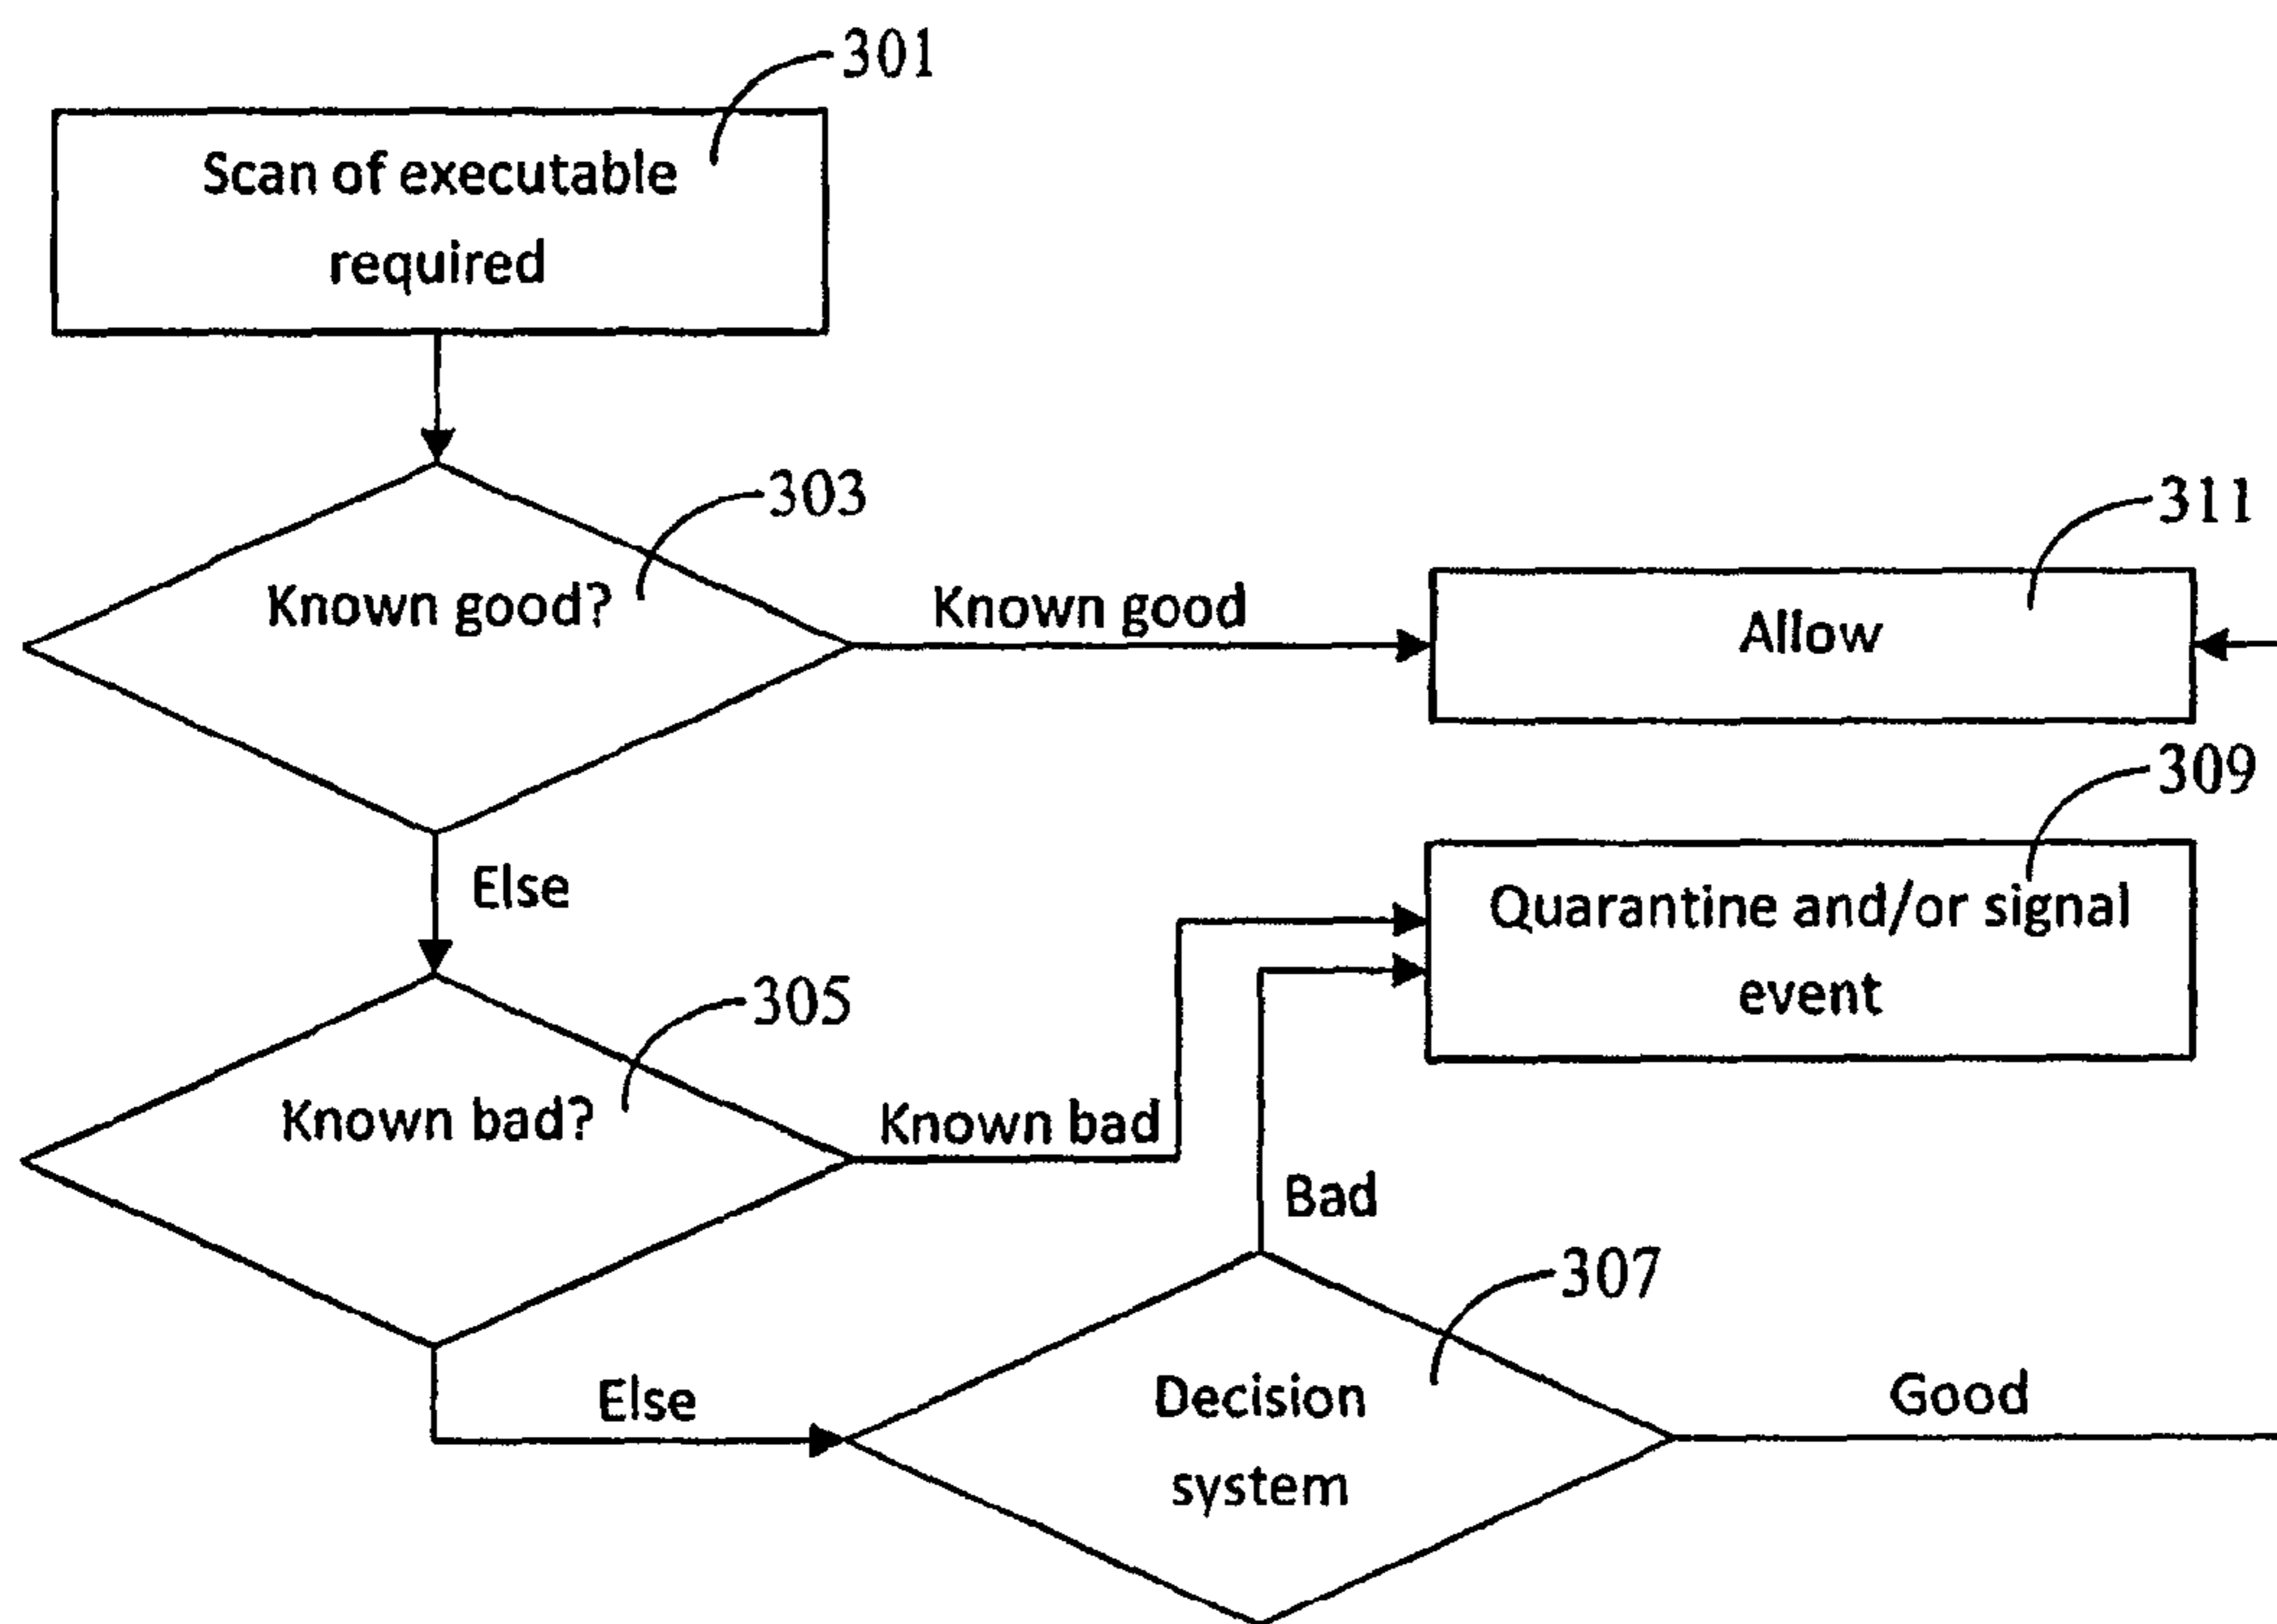 301
Scan of executable
required
303
Known good?
Known good
311
Allow
Else
309
Quarantine and/or signal
event
305
Known bad?
Known bad
Bad
307
Else
Decision
system
Good